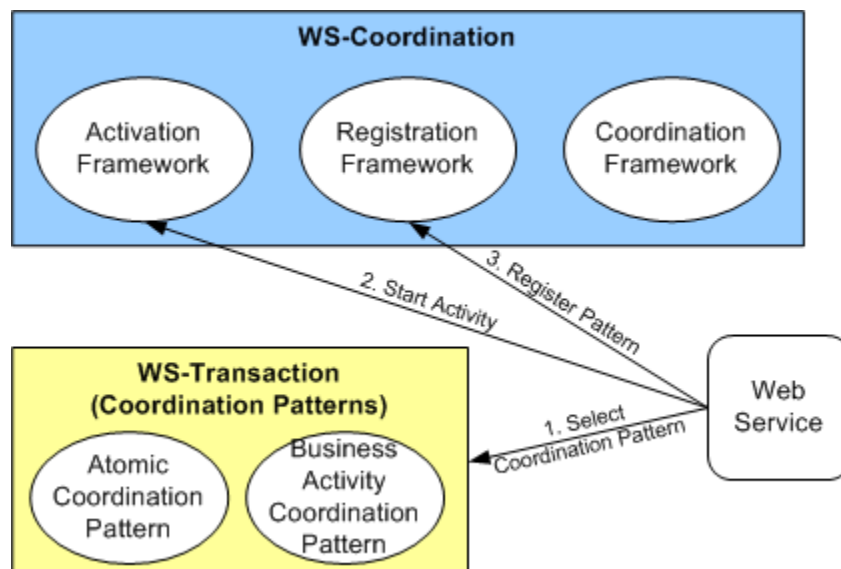 WS-Coordination
Activation
Framework
Registration
Framework
Coordination
Framework
2. Start Activity
3. Register Pattern
WS-Transaction
(Coordination Patterns)
Atomic
Coordination
Pattern
Business
Activity
Coordination
Pattern
1. Select
Coordination Pattern
Web
Service